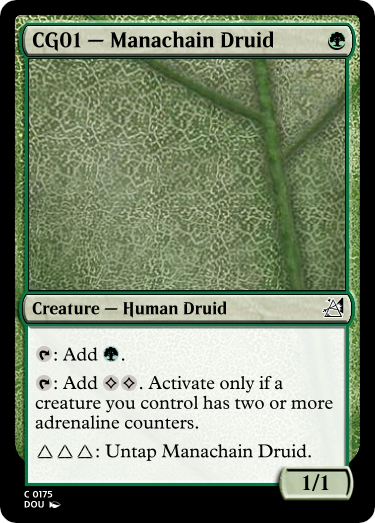 CG01 — Manachain Druid
Creature — Human Druid
: Add .
: Add . Activate only if a
creature you control has two or more
adrenaline counters.
△△△: Untap Manachain Druid.
1/1
C 0175
DOU